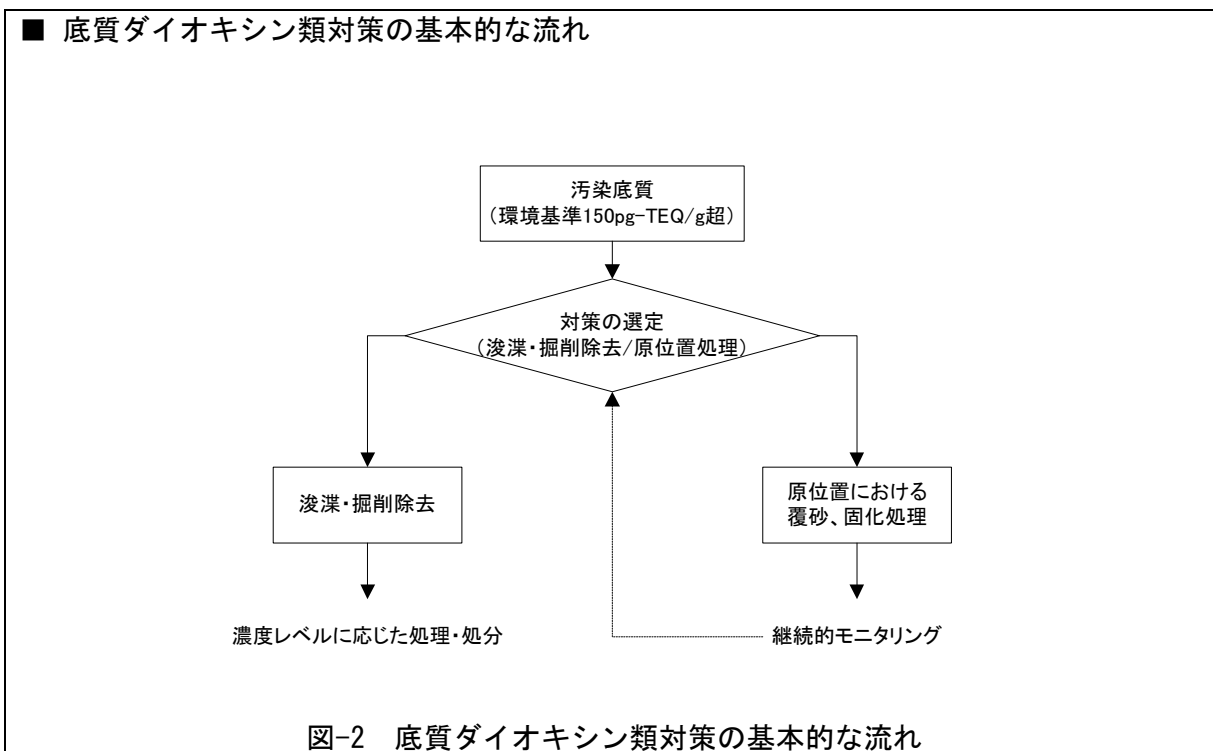 ■ 底質ダイオキシン類対策の基本的な流れ
汚染底質
（環境基準150pg-TEQ/g超）
対策の選定
（浚渫・掘削除去/原位置処理）
浚渫・掘削除去
原位置における
覆砂、固化処理
濃度レベルに応じた処理・処分
継続的モニタリング
図-2 底質ダイオキシン類対策の基本的な流れ